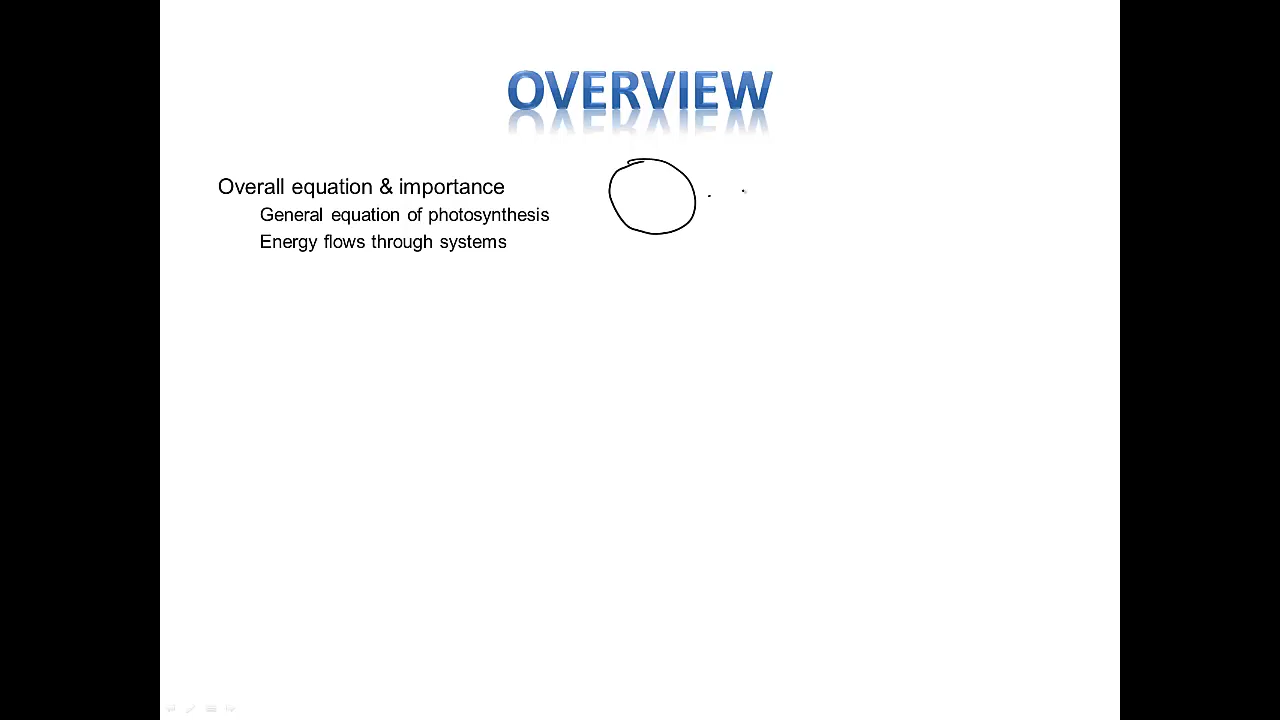 OVERVIEW
Overall equation & importance
General equation of photosynthesis
Energy flows through systems